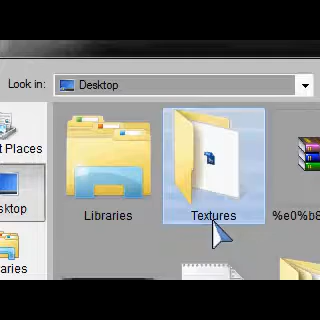 Look in:
Desktop
t Places
sktop
aries
Libraries
Textures
%e0%b8